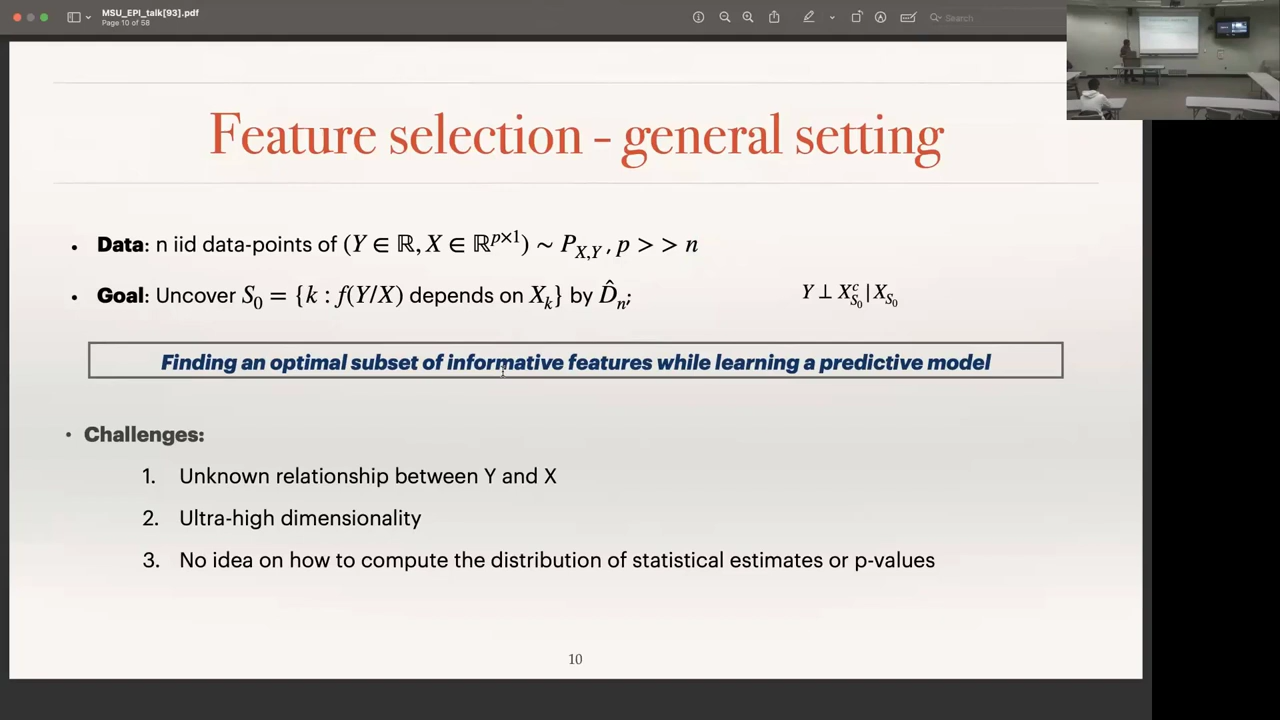 MSU_EPI_talk[93].pdf
Page 10 of 58
Search
Feature selection - general setting
• Data: n iid data-points of (Y ∈ ℝ, X ∈ ℝ^{p×1}) ∼ P_{X,Y}, p >> n
• Goal: Uncover S_0 = {k : f(Y/X) depends on X_k} by D̂_n; Y ⊥ X_{S_0}^c | X_{S_0}
Finding an optimal subset of informative features while learning a predictive model
• Challenges:
1. Unknown relationship between Y and X
2. Ultra-high dimensionality
3. No idea on how to compute the distribution of statistical estimates or p-values
10